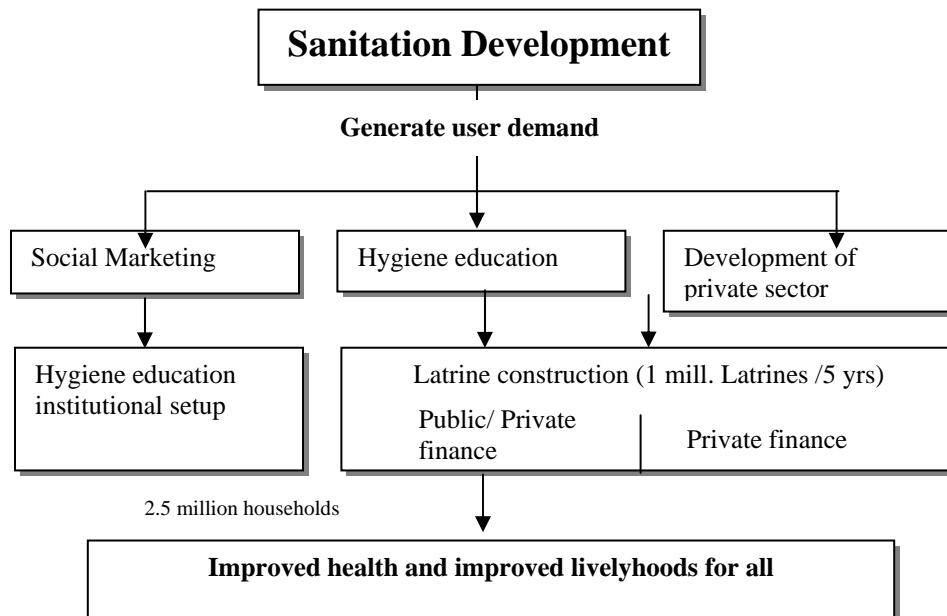 Sanitation Development
Generate user demand
Social Marketing
Hygiene education
Development of
private sector
Hygiene education
institutional setup
Latrine construction (1 mill. Latrines /5 yrs)
Public/ Private
finance
Private finance
2.5 million households
Improved health and improved livelyhoods for all